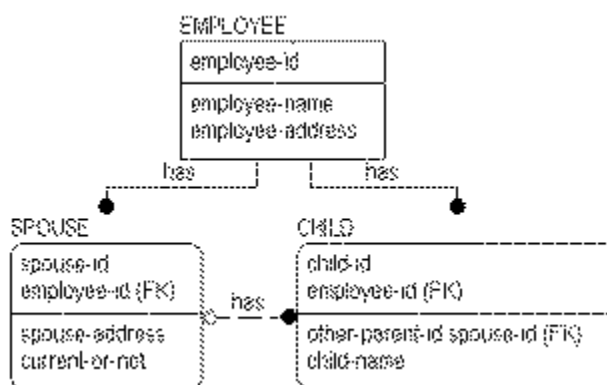 EMPLOYEE
employee-id
employee-name
employee-address
has
has
SPOUSE
spouse-id
employee-id (FK)
spouse-address
current-or-not
has
CHILD
child-id
employee-id (FK)
other-parent-id.spouse-id (FK)
child-name